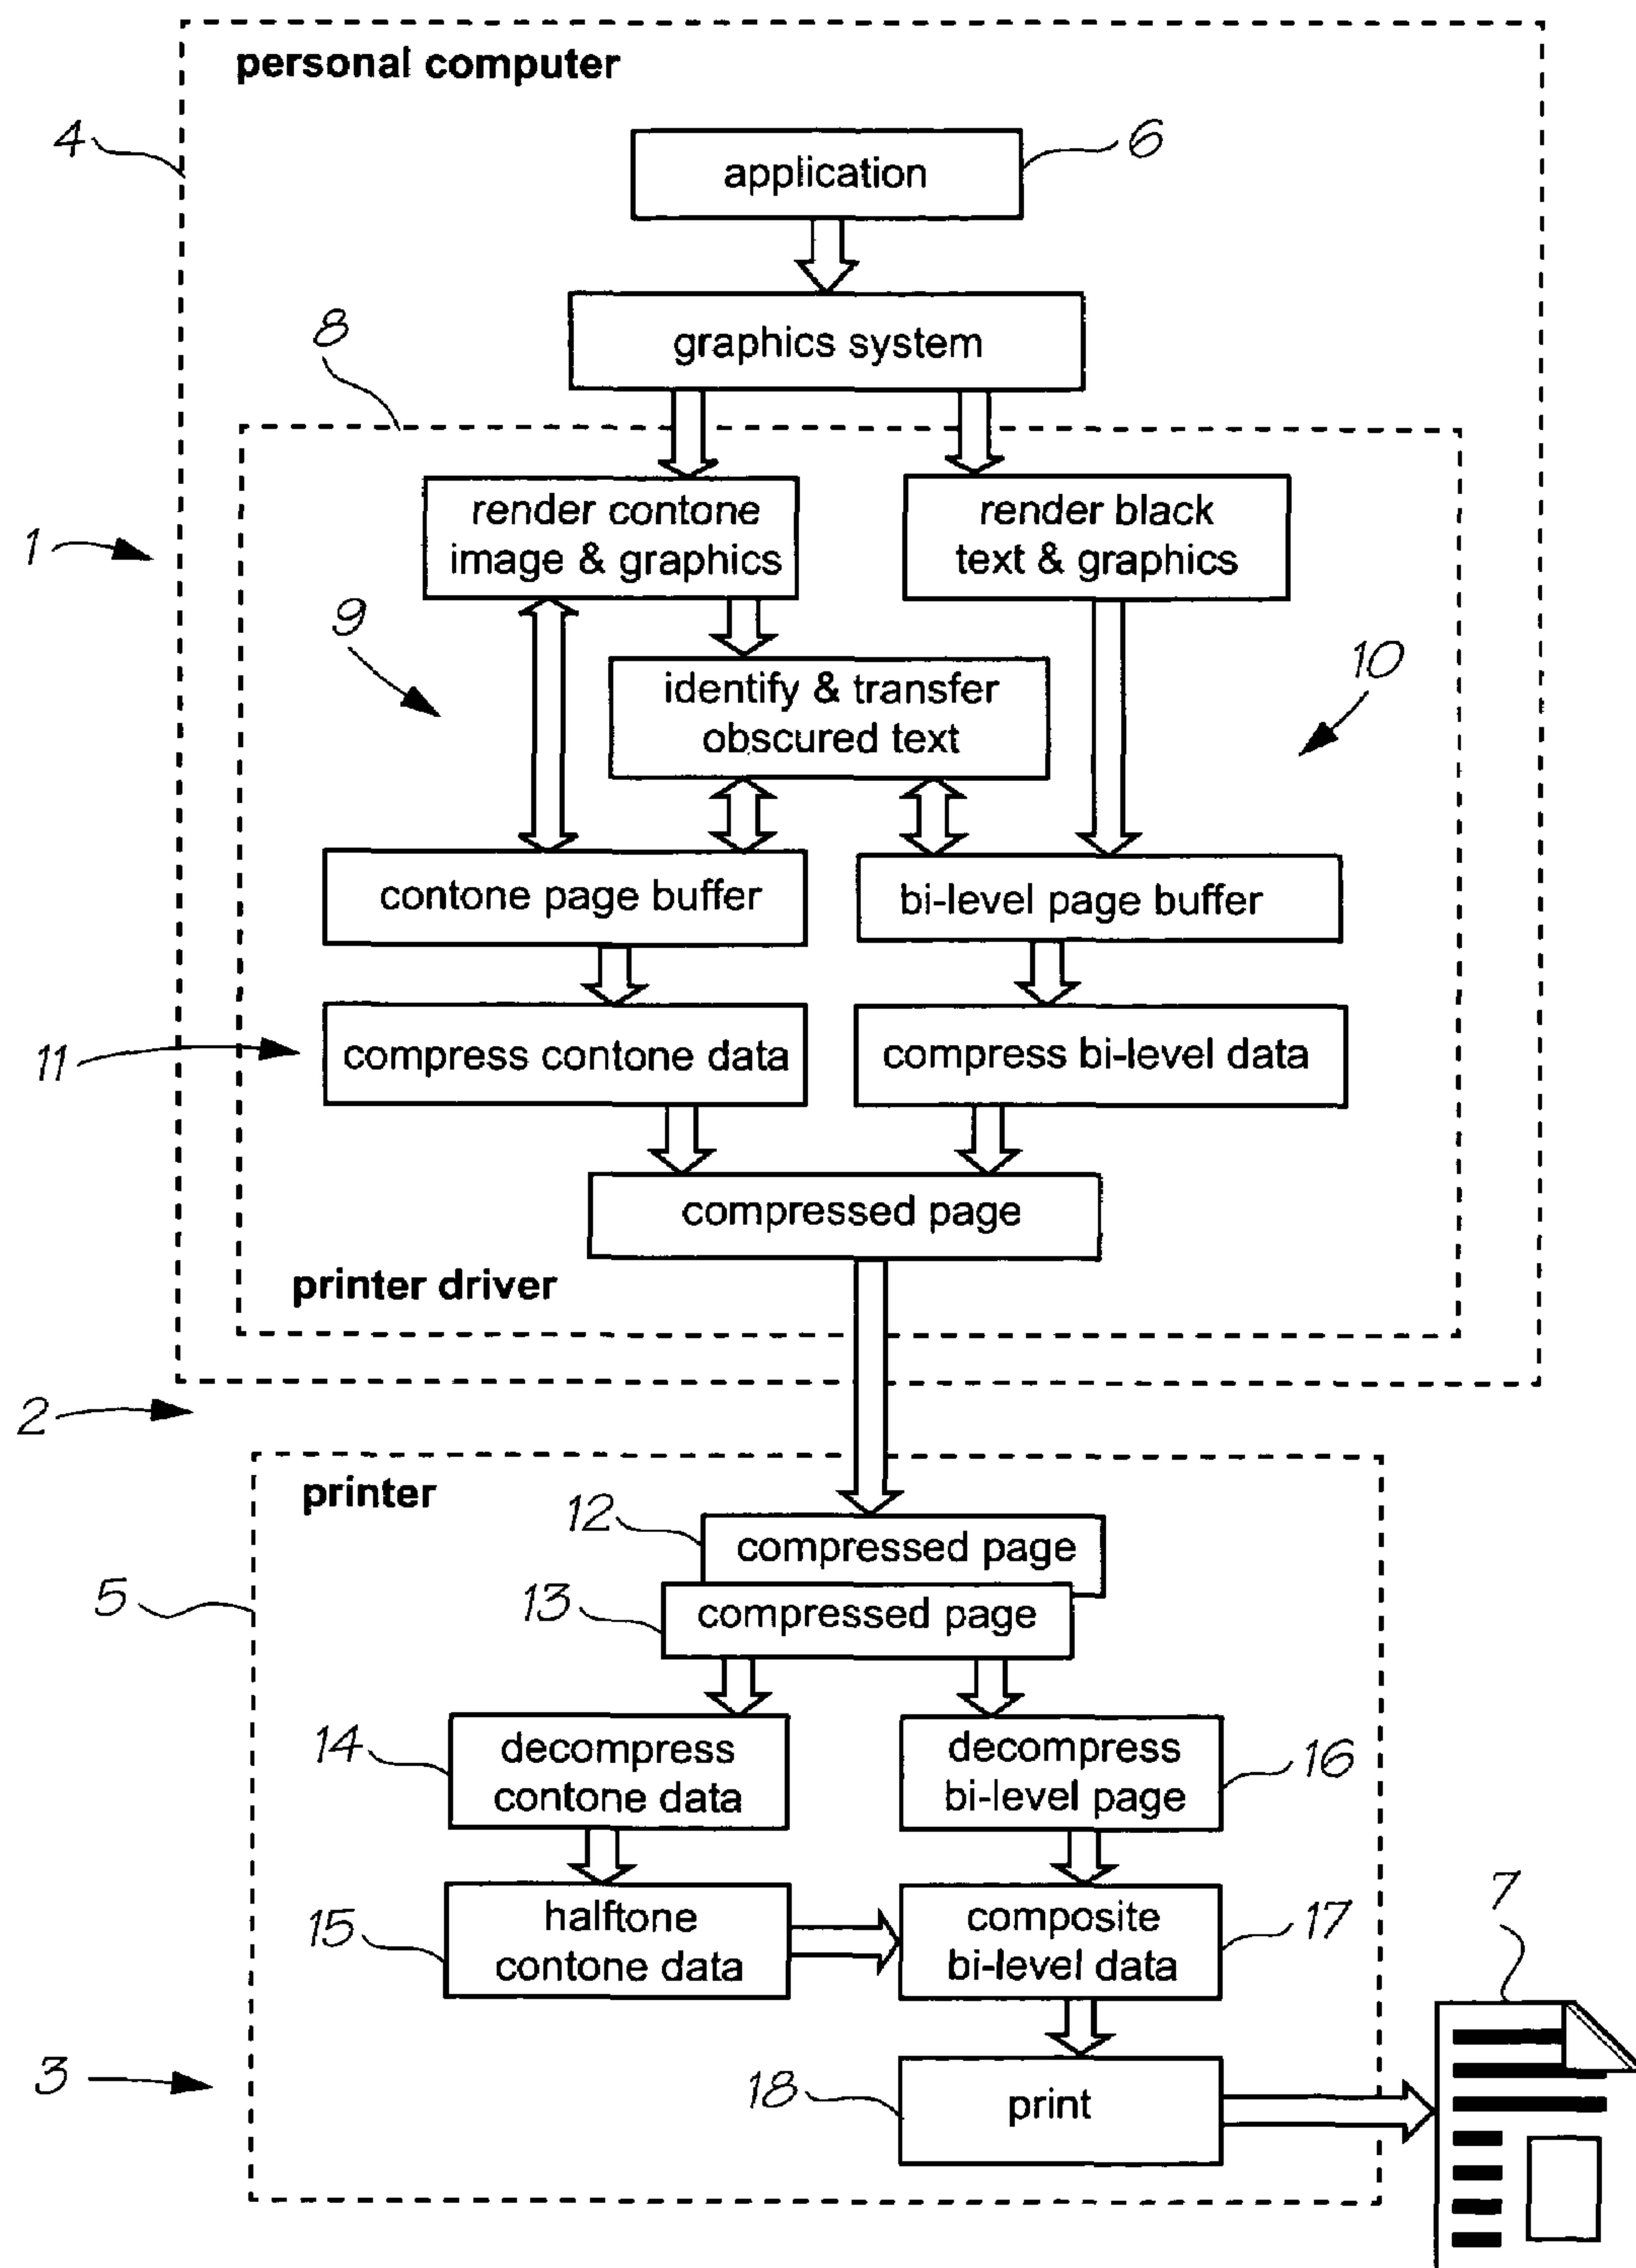 personal computer
4
application
6
graphics system
8
render contone
image & graphics
render black
text & graphics
1
9
identify & transfer
obscured text
10
contone page buffer
bi-level page buffer
11
compress contone data
compress bi-level data
compressed page
printer driver
2
printer
12
compressed page
5
13
compressed page
14
decompress
contone data
decompress
bi-level page
16
15
halftone
contone data
composite
bi-level data
17
7
3
18
print